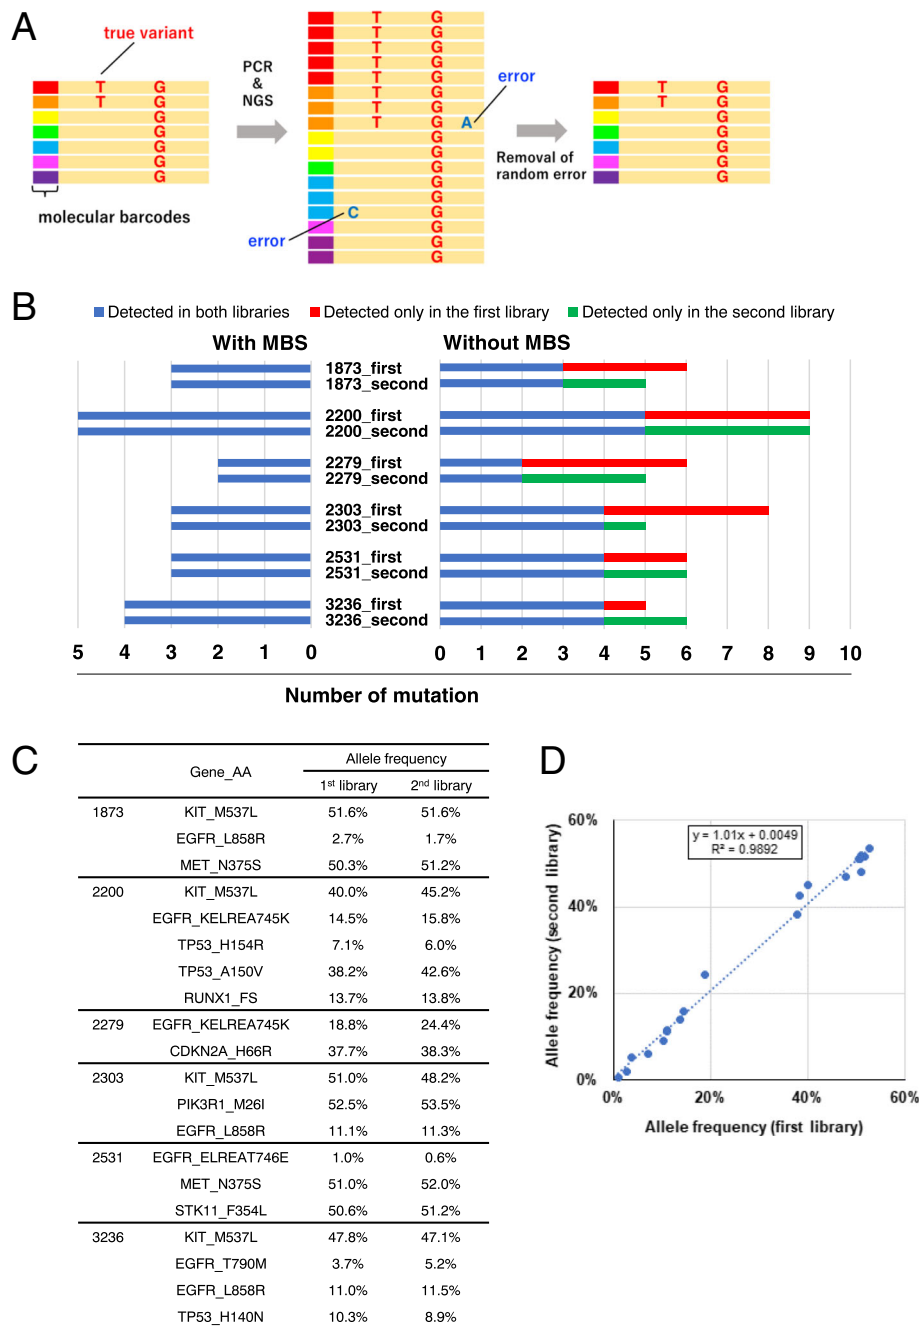 A
true variant
T G
T G
G
G
G
G
G
molecular barcodes
PCR
&
NGS
T G
T G
T G
T G
T G
T G
T G
T G A
G
G
G
G
G
C G
G
G
G
error
error
Removal of
random error
T G
T G
G
G
G
G
G
B
Detected in both libraries Detected only in the first library Detected only in the second library
With MBS Without MBS
1873_first
1873_second
2200_first
2200_second
2279_first
2279_second
2303_first
2303_second
2531_first
2531_second
3236_first
3236_second
5 4 3 2 1 0 0 1 2 3 4 5 6 7 8 9 10
Number of mutation
C
Gene_AA Allele frequency
1st library 2nd library
1873 KIT_M537L 51.6% 51.6%
EGFR_L858R 2.7% 1.7%
MET_N375S 50.3% 51.2%
2200 KIT_M537L 40.0% 45.2%
EGFR_KELREA745K 14.5% 15.8%
TP53_H154R 7.1% 6.0%
TP53_A150V 38.2% 42.6%
RUNX1_FS 13.7% 13.8%
2279 EGFR_KELREA745K 18.8% 24.4%
CDKN2A_H66R 37.7% 38.3%
2303 KIT_M537L 51.0% 48.2%
PIK3R1_M26I 52.5% 53.5%
EGFR_L858R 11.1% 11.3%
2531 EGFR_ELREAT746E 1.0% 0.6%
MET_N375S 51.0% 52.0%
STK11_F354L 50.6% 51.2%
3236 KIT_M537L 47.8% 47.1%
EGFR_T790M 3.7% 5.2%
EGFR_L858R 11.0% 11.5%
TP53_H140N 10.3% 8.9%
D
60%
40%
20%
0%
y = 1.01x + 0.0049
R² = 0.9892
Allele frequency (second library)
0% 20% 40% 60%
Allele frequency (first library)